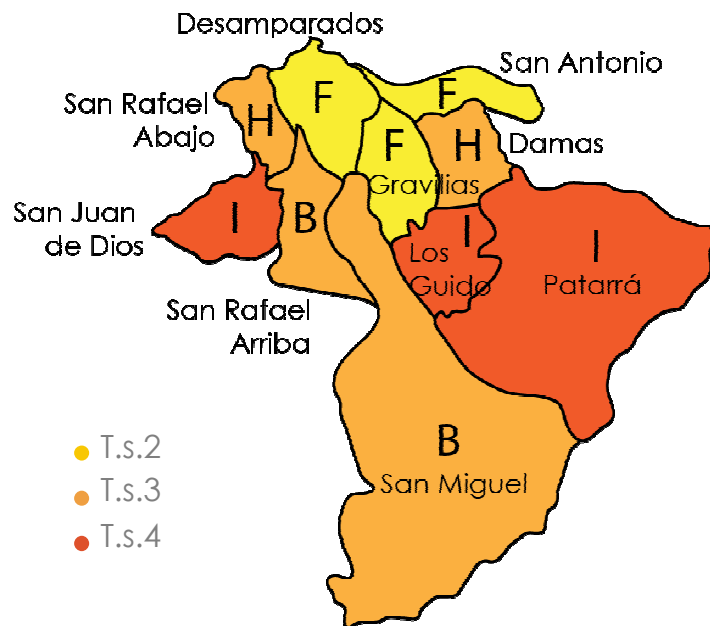 Desamparados
San Antonio
San Rafael
Abajo
F
F
H
F
H
Damas
Gravilias
San Juan
de Dios
I
B
I
Los
Guido
I
Patarrá
San Rafael
Arriba
B
San Miguel
T.s.2
T.s.3
T.s.4